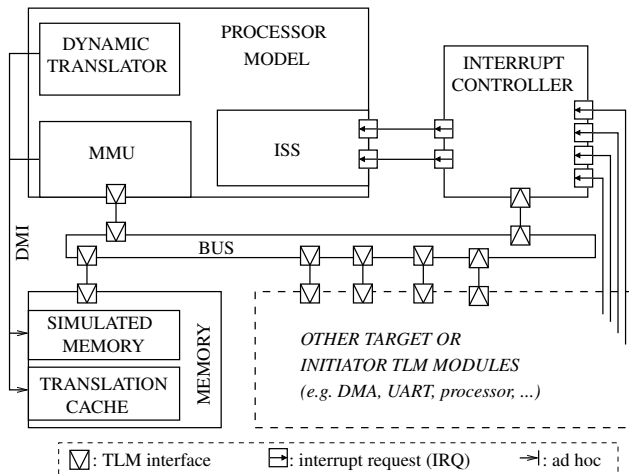 DYNAMIC
TRANSLATOR
PROCESSOR
MODEL
INTERRUPT
CONTROLLER
MMU
ISS
DMI
BUS
SIMULATED
MEMORY
TRANSLATION
CACHE
MEMORY
OTHER TARGET OR
INITIATOR TLM MODULES
(e.g. DMA, UART, processor, ...)
: TLM interface
: interrupt request (IRQ)
: ad hoc